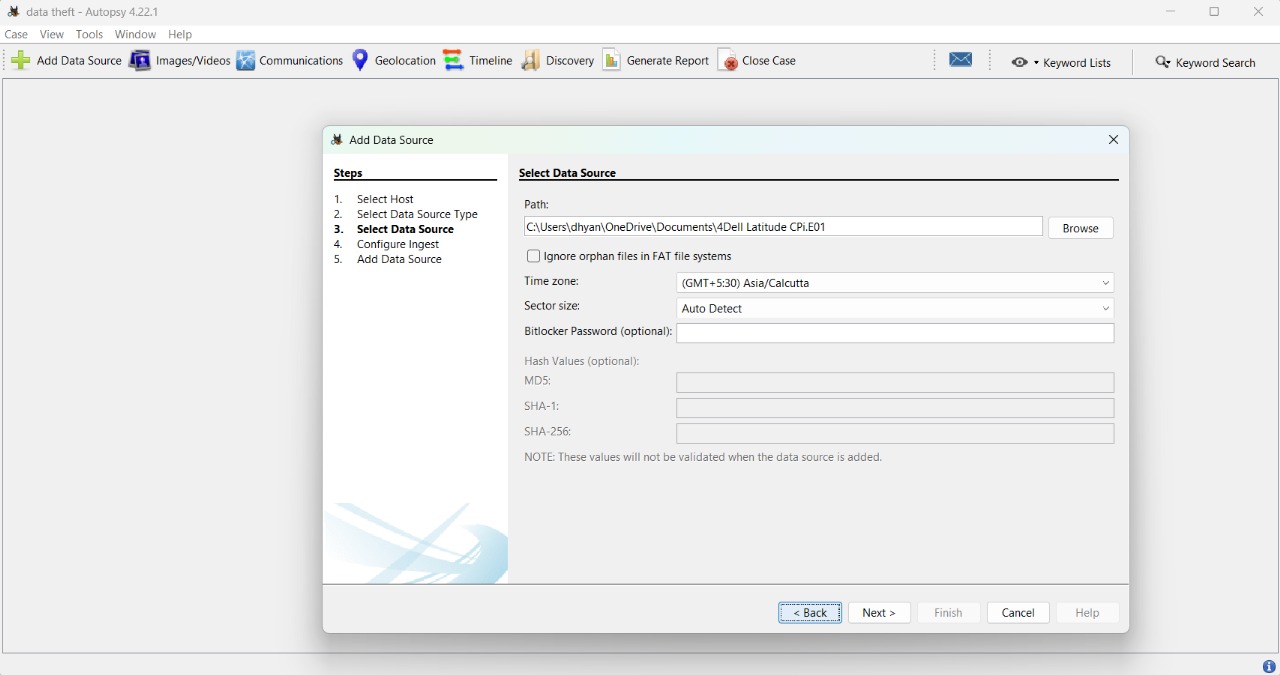 data theft - Autopsy 4.22.1
Case View Tools Window Help
Add Data Source Images/Videos Communications Geolocation Timeline Discovery Generate Report Close Case Keyword Lists Keyword Search
Add Data Source
Steps
1. Select Host
2. Select Data Source Type
3. Select Data Source
4. Configure Ingest
5. Add Data Source
Select Data Source
Path:
C:\Users\dhyan\OneDrive\Documents\4Dell Latitude CPi.E01 Browse
Ignore orphan files in FAT file systems
Time zone: (GMT+5:30) Asia/Calcutta
Sector size: Auto Detect
Bitlocker Password (optional):
Hash Values (optional):
MD5:
SHA-1:
SHA-256:
NOTE: These values will not be validated when the data source is added.
< Back Next > Finish Cancel Help